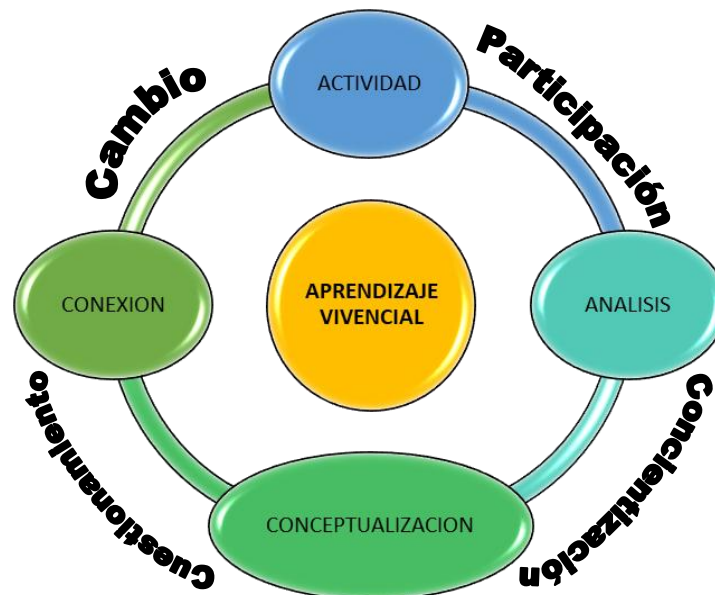 ACTIVIDAD
Participación
ANALISIS
Concientización
CONCEPTUALIZACION
Cuestionamiento
CONEXION
Cambio
APRENDIZAJE
VIVENCIAL